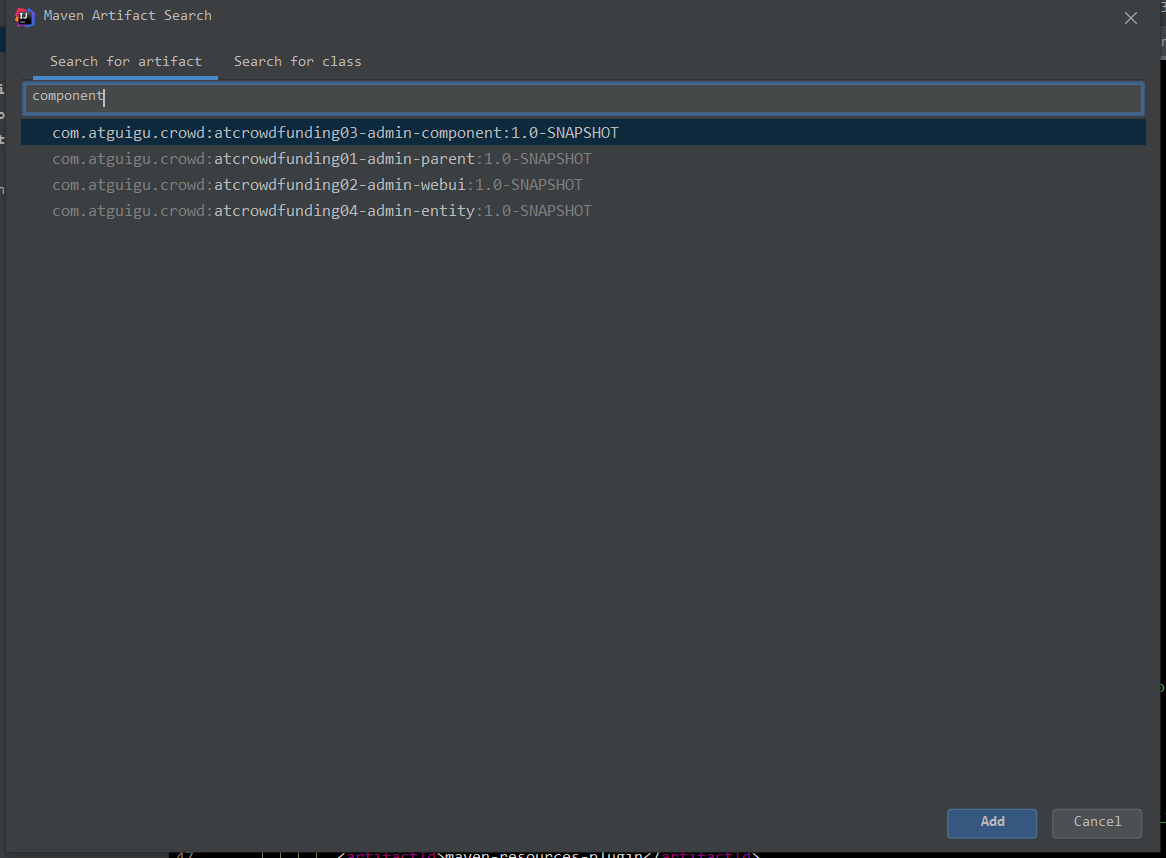 Maven Artifact Search
Search for artifact Search for class
component
com.atguigu.crowd:atcrowdfunding03-admin-component:1.0-SNAPSHOT
com.atguigu.crowd:atcrowdfunding01-admin-parent:1.0-SNAPSHOT
com.atguigu.crowd:atcrowdfunding02-admin-webui:1.0-SNAPSHOT
com.atguigu.crowd:atcrowdfunding04-admin-entity:1.0-SNAPSHOT
Add Cancel
47 <artifactId>maven-resources-plugin</artifactId>